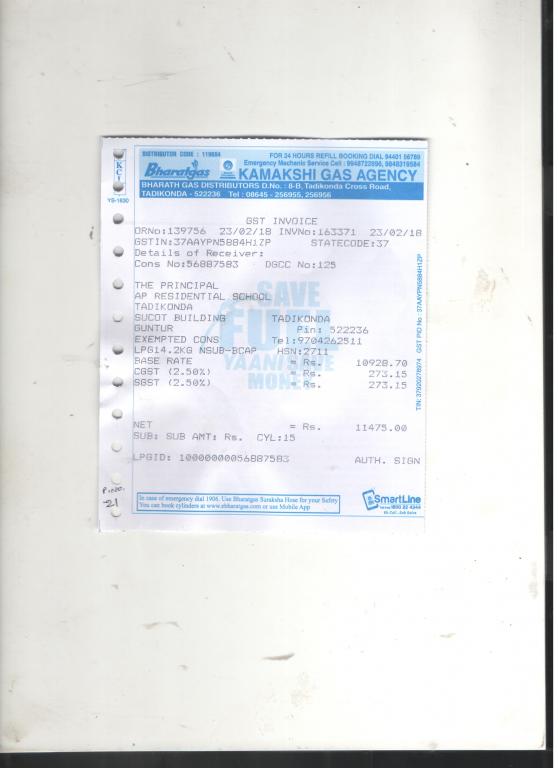 DISTRIBUTOR CODE : 119884
FOR 24 HOURS REFILL BOOKING DIAL 94401 56789
Emergency Mechanic Service Cell : 9948722896, 9848319584
Bharatgas
KAMAKSHI GAS AGENCY
BHARATH GAS DISTRIBUTORS D.No. : 8-B, Tadikonda Cross Road,
TADIKONDA - 522236 Tel : 08645 - 256955, 256956
KCI
YS-1630
GST INVOICE
ORNo:139756 23/02/18 INVNo:163371 23/02/18
GSTIN:37AAYPN5884H1ZP STATECODE:37
Details of Receiver:
Cons No:56887583 DGCC No:125
THE PRINCIPAL
AP RESIDENTIAL SCHOOL
TADIKONDA
SUCOT BUILDING TADIKONDA
GUNTUR Pin: 522236
EXEMPTED CONS Tel:9704262511
LPG14.2KG NSUB-BCAP HSN:2711
BASE RATE = Rs. 10928.70
CGST (2.50%) = Rs. 273.15
SGST (2.50%) = Rs. 273.15
NET = Rs. 11475.00
SUB: SUB AMT: Rs. CYL:15
LPGID: 1000000056887583 AUTH. SIGN
SAVE
FUEL
YAANI SAVE
MONEY
GST PID No : 37AAYPN5884H1ZP
21
In case of emergency dial 1906. Use Bharatgas Suraksha Hose for your Safety
You can book cylinders at www.ebharatgas.com or use Mobile App
SmartLine
1800 22 4344